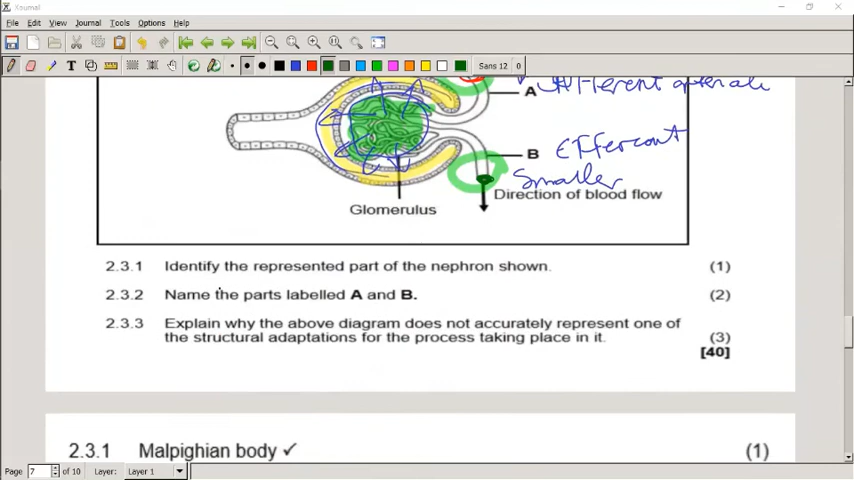 Xournal
File Edit View Journal Tools Options Help
Sans 12 0
A
B Efferent
Smaller
Direction of blood flow
Glomerulus
2.3.1 Identify the represented part of the nephron shown. (1)
2.3.2 Name the parts labelled A and B. (2)
2.3.3 Explain why the above diagram does not accurately represent one of
the structural adaptations for the process taking place in it. (3)
[40]
2.3.1 Malpighian body ✓ (1)
Page 7 of 10 Layer: Layer 1